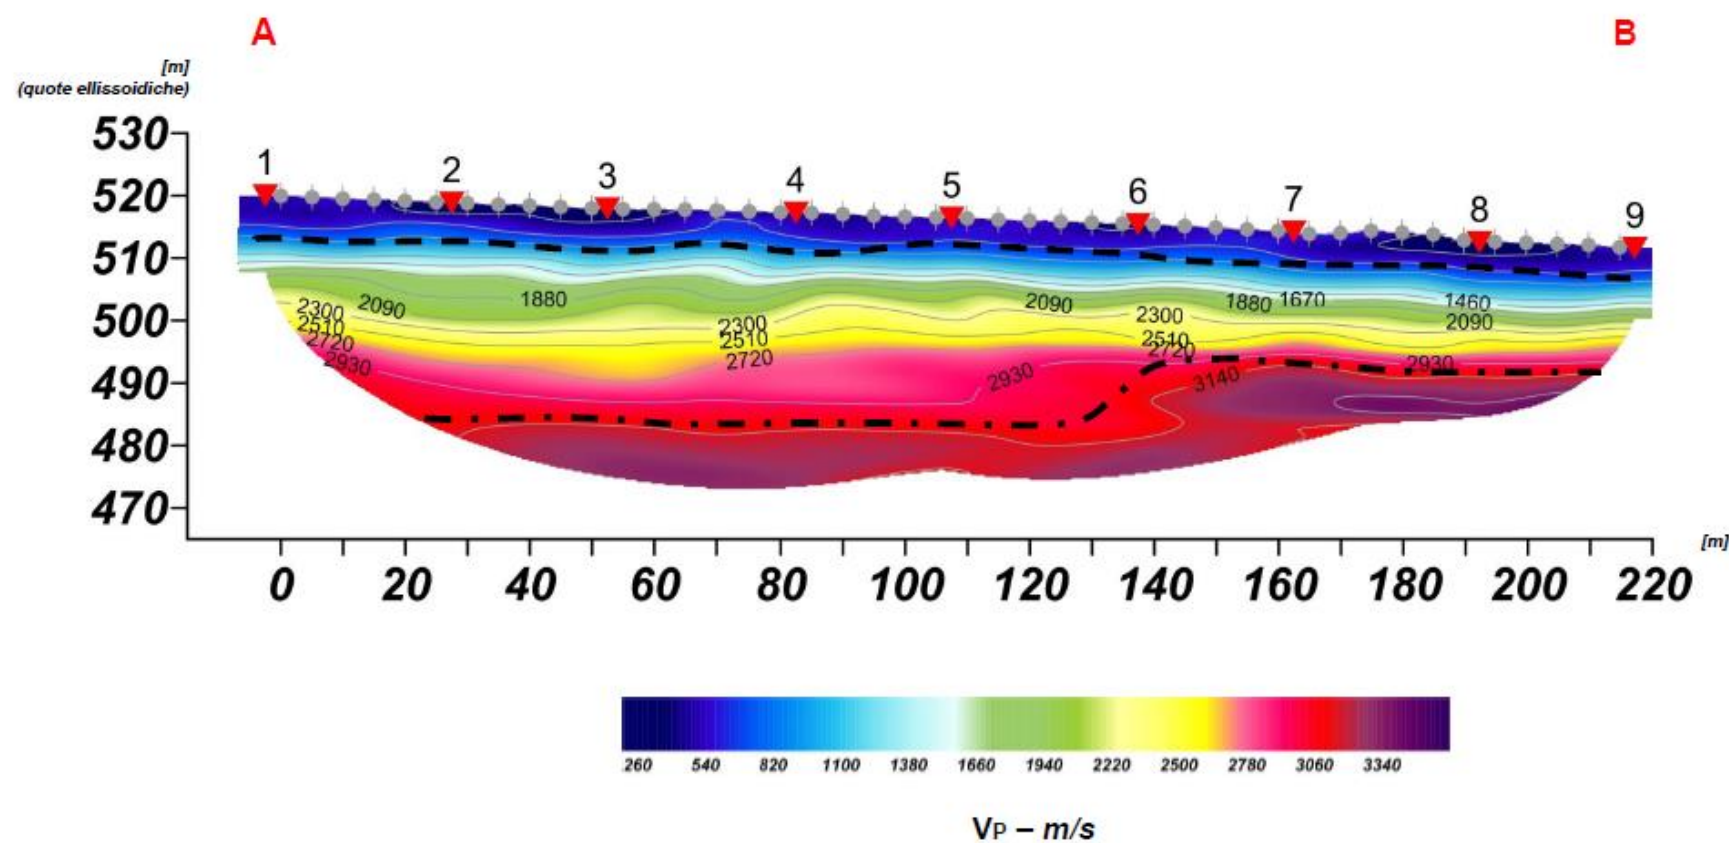 A B
[m]
(quote ellissoidiche)
530
1 2 3 4 5 6 7 8 9
520
510
500
490
480
470
2300 2090 1880 2300 2090 2300 1880 1670 1460
2510 2510 2510 2090
2720 2720 2720
2930 2930 3140 2930
[m]
0 20 40 60 80 100 120 140 160 180 200 220
260 540 820 1100 1380 1660 1940 2220 2500 2780 3060 3340
VP – m/s